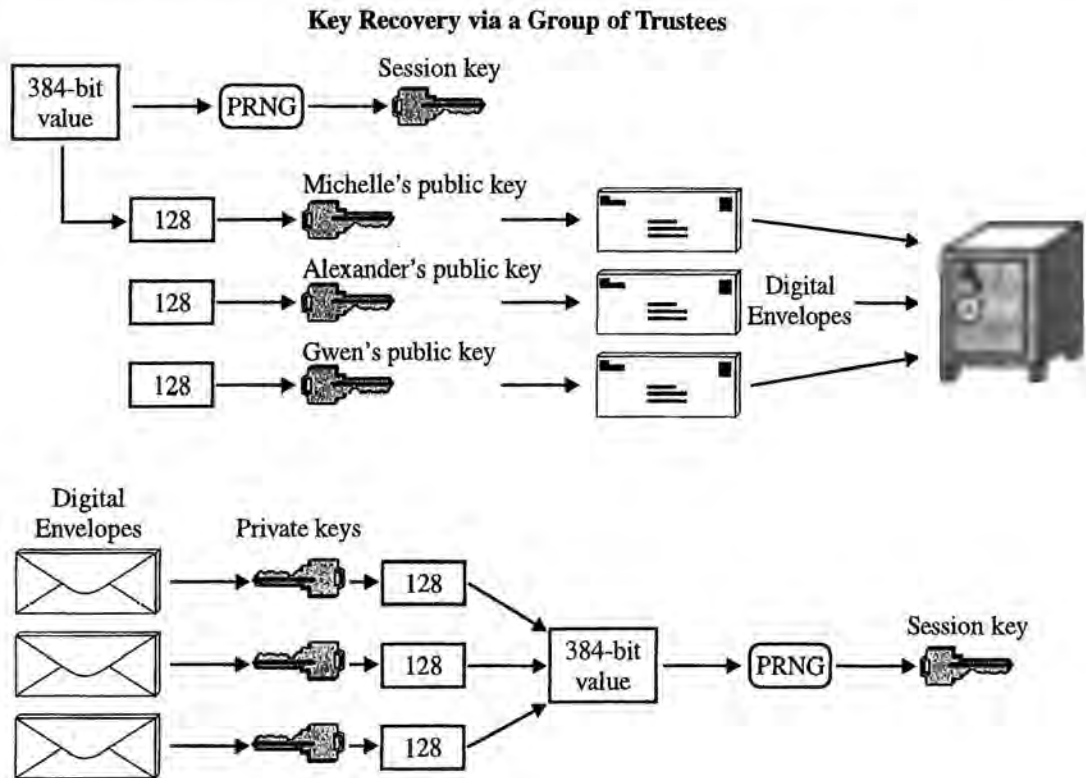 Key Recovery via a Group of Trustees
384-bit
value
PRNG
Session key
128
Michelle's public key
128
Alexander's public key
Digital
Envelopes
128
Gwen's public key
Digital
Envelopes
Private keys
128
128
128
384-bit
value
PRNG
Session key